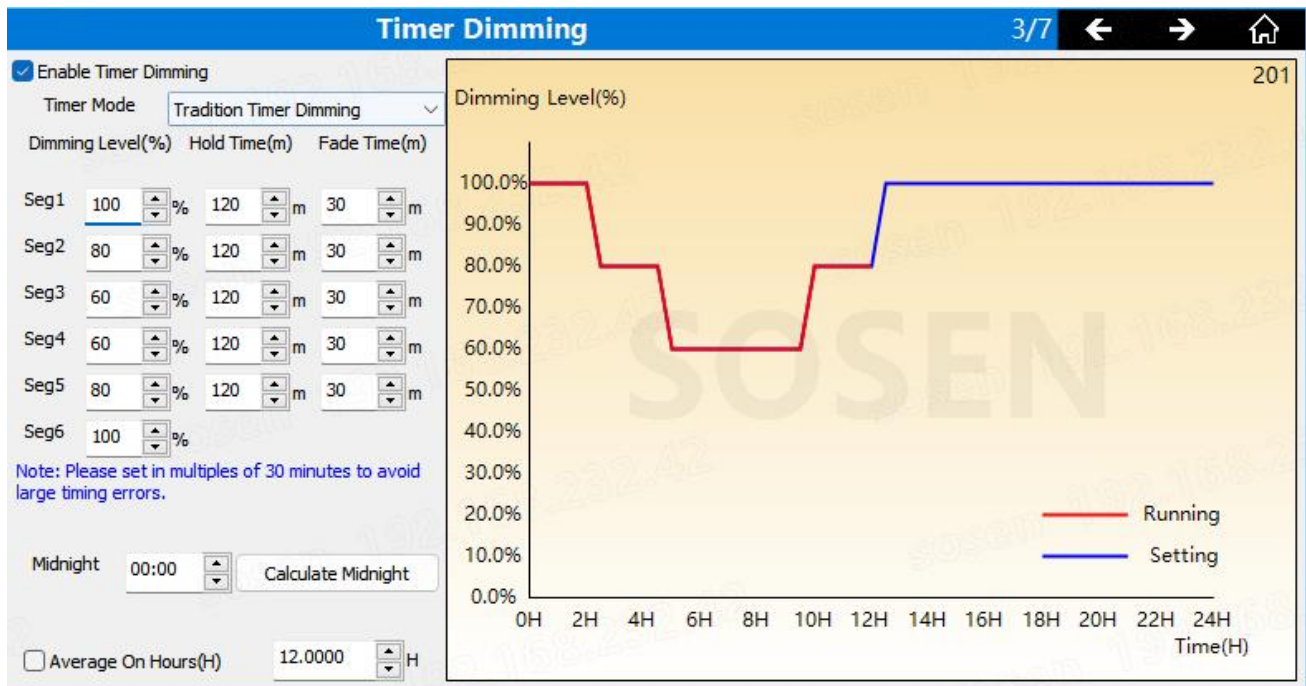 Timer Dimming
3/7
Enable Timer Dimming
Timer Mode Tradition Timer Dimming
Dimming Level(%) Hold Time(m) Fade Time(m)
Seg1 100 % 120 m 30 m
Seg2 80 % 120 m 30 m
Seg3 60 % 120 m 30 m
Seg4 60 % 120 m 30 m
Seg5 80 % 120 m 30 m
Seg6 100 %
Note: Please set in multiples of 30 minutes to avoid
large timing errors.
Midnight 00:00 Calculate Midnight
Average On Hours(H) 12.0000 H
201
Dimming Level(%)
100.0%
90.0%
80.0%
70.0%
60.0%
50.0%
40.0%
30.0%
20.0%
10.0%
0.0%
SOSEN
Running
Setting
0H 2H 4H 6H 8H 10H 12H 14H 16H 18H 20H 22H 24H
Time(H)